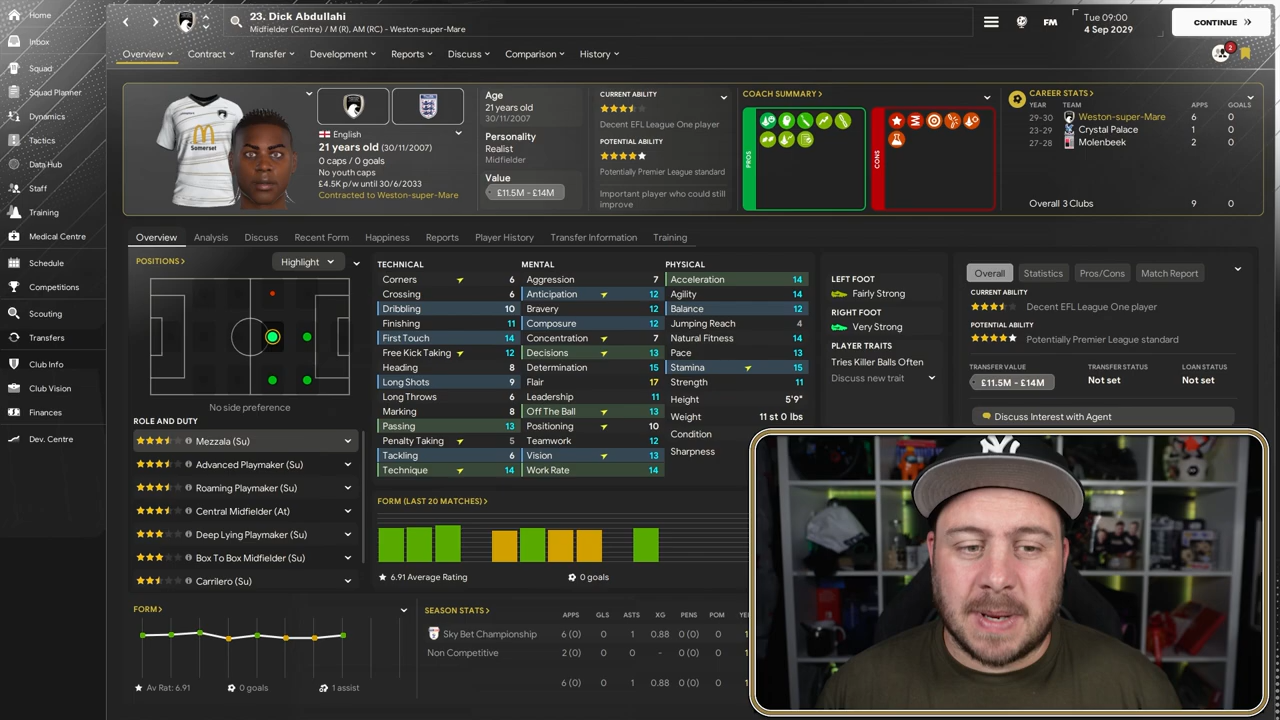 Home
Inbox
Squad
Squad Planner
Dynamics
Tactics
Data Hub
Staff
Training
Medical Centre
Schedule
Competitions
Scouting
Transfers
Club Info
Club Vision
Finances
Dev. Centre
23. Dick Abdullahi
Midfielder (Centre) / M (R), AM (RC) - Weston-super-Mare
FM
Tue 09:00
4 Sep 2029
CONTINUE
Overview
Contract
Transfer
Development
Reports
Discuss
Comparison
History
2
McDonald's
Somerset
English
21 years old (30/11/2007)
0 caps / 0 goals
No youth caps
£4.5K p/w until 30/6/2033
Contracted to Weston-super-Mare
Age
21 years old
30/11/2007
Personality
Realist
Midfielder
Value
£11.5M - £14M
CURRENT ABILITY
Decent EFL League One player
POTENTIAL ABILITY
Potentially Premier League standard
Important player who could still improve
COACH SUMMARY >
PROS
CONS
CAREER STATS >
YEAR TEAM APPS GOALS
29-30 Weston-super-Mare 6 0
23-29 Crystal Palace 1 0
27-28 Molenbeek 2 0
Overall 3 Clubs 9 0
Overview
Analysis
Discuss
Recent Form
Happiness
Reports
Player History
Transfer Information
Training
POSITIONS >
Highlight
No side preference
ROLE AND DUTY
Mezzala (Su)
Advanced Playmaker (Su)
Roaming Playmaker (Su)
Central Midfielder (At)
Deep Lying Playmaker (Su)
Box To Box Midfielder (Su)
Carrilero (Su)
TECHNICAL
Corners 6
Crossing 6
Dribbling 10
Finishing 11
First Touch 14
Free Kick Taking 12
Heading 8
Long Shots 9
Long Throws 6
Marking 8
Passing 13
Penalty Taking 5
Tackling 6
Technique 14
MENTAL
Aggression 7
Anticipation 12
Bravery 12
Composure 12
Concentration 7
Decisions 13
Determination 15
Flair 17
Leadership 11
Off The Ball 13
Positioning 10
Teamwork 12
Vision 13
Work Rate 14
PHYSICAL
Acceleration 14
Agility 14
Balance 12
Jumping Reach 4
Natural Fitness 14
Pace 13
Stamina 15
Strength 11
Height 5'9"
Weight 11 st 0 lbs
Condition
Sharpness
LEFT FOOT
Fairly Strong
RIGHT FOOT
Very Strong
PLAYER TRAITS
Tries Killer Balls Often
Discuss new trait
Overall
Statistics
Pros/Cons
Match Report
CURRENT ABILITY
Decent EFL League One player
POTENTIAL ABILITY
Potentially Premier League standard
TRANSFER VALUE
£11.5M - £14M
TRANSFER STATUS
Not set
LOAN STATUS
Not set
Discuss Interest with Agent
FORM (LAST 20 MATCHES) >
6.91 Average Rating
0 goals
FORM >
Av Rat: 6.91
0 goals
1 assist
SEASON STATS > APPS GLS ASTS XG PENS POM
Sky Bet Championship 6 (0) 0 1 0.88 0 (0) 0
Non Competitive 2 (0) 0 0 - 0 (0) 0
6 (0) 0 1 0.88 0 (0) 0